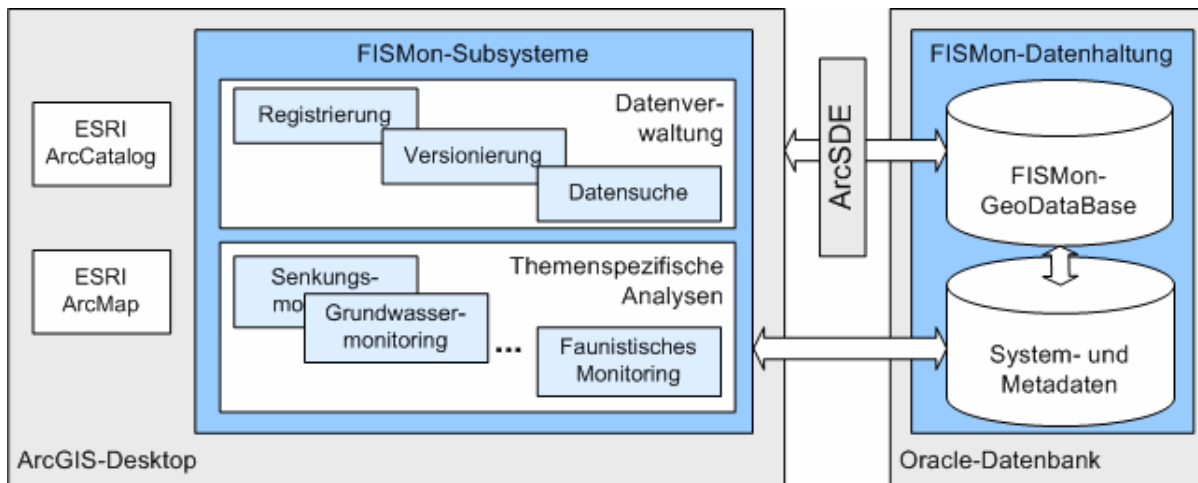 FISMon-Subsysteme
ESRI
ArcCatalog
Registrierung
Versionierung
Datensuche
Datenver-
waltung
ESRI
ArcMap
Senkungs-
mo
Grundwasser-
monitoring
...
Faunistisches
Monitoring
Themenspezifische
Analysen
ArcGIS-Desktop
ArcSDE
FISMon-Datenhaltung
FISMon-
GeoDataBase
System- und
Metadaten
Oracle-Datenbank